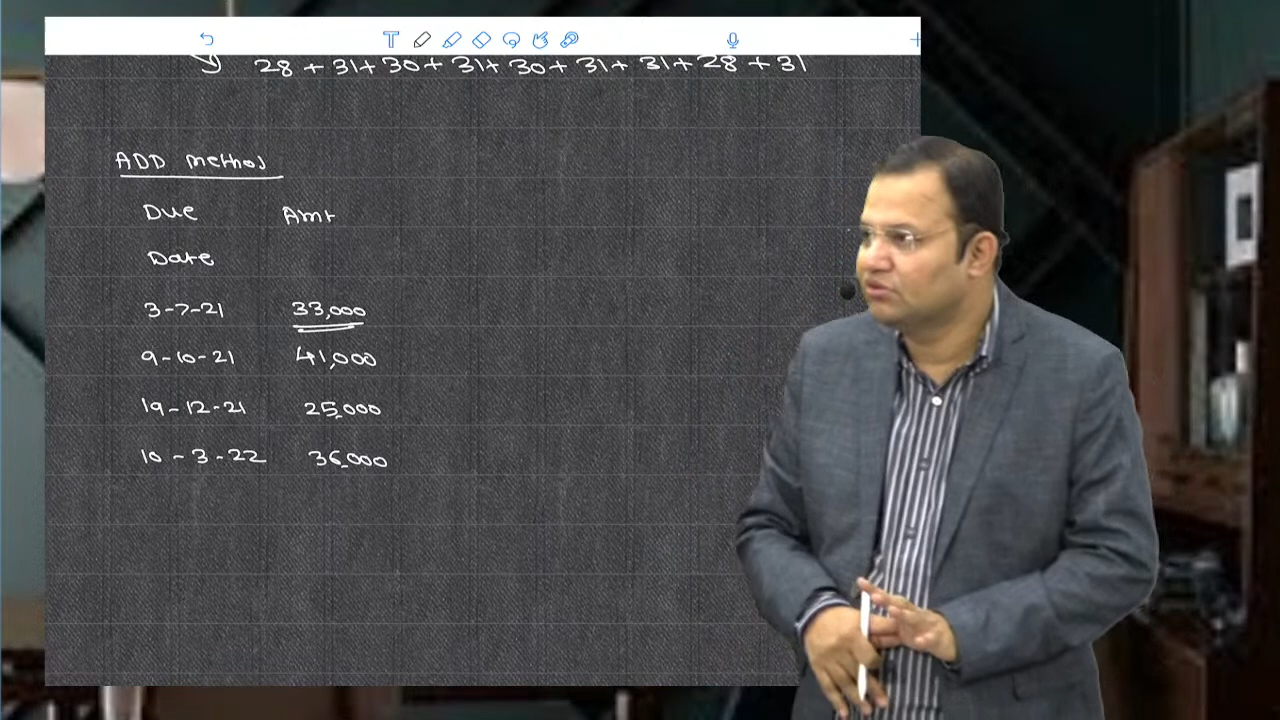 28 + 31 + 30 + 31 + 30 + 31 + 31 + 28 + 31
ADD method
Due Amt
Date
3-7-21 33,000
9-10-21 41,000
19-12-21 25,000
10-3-22 36,000